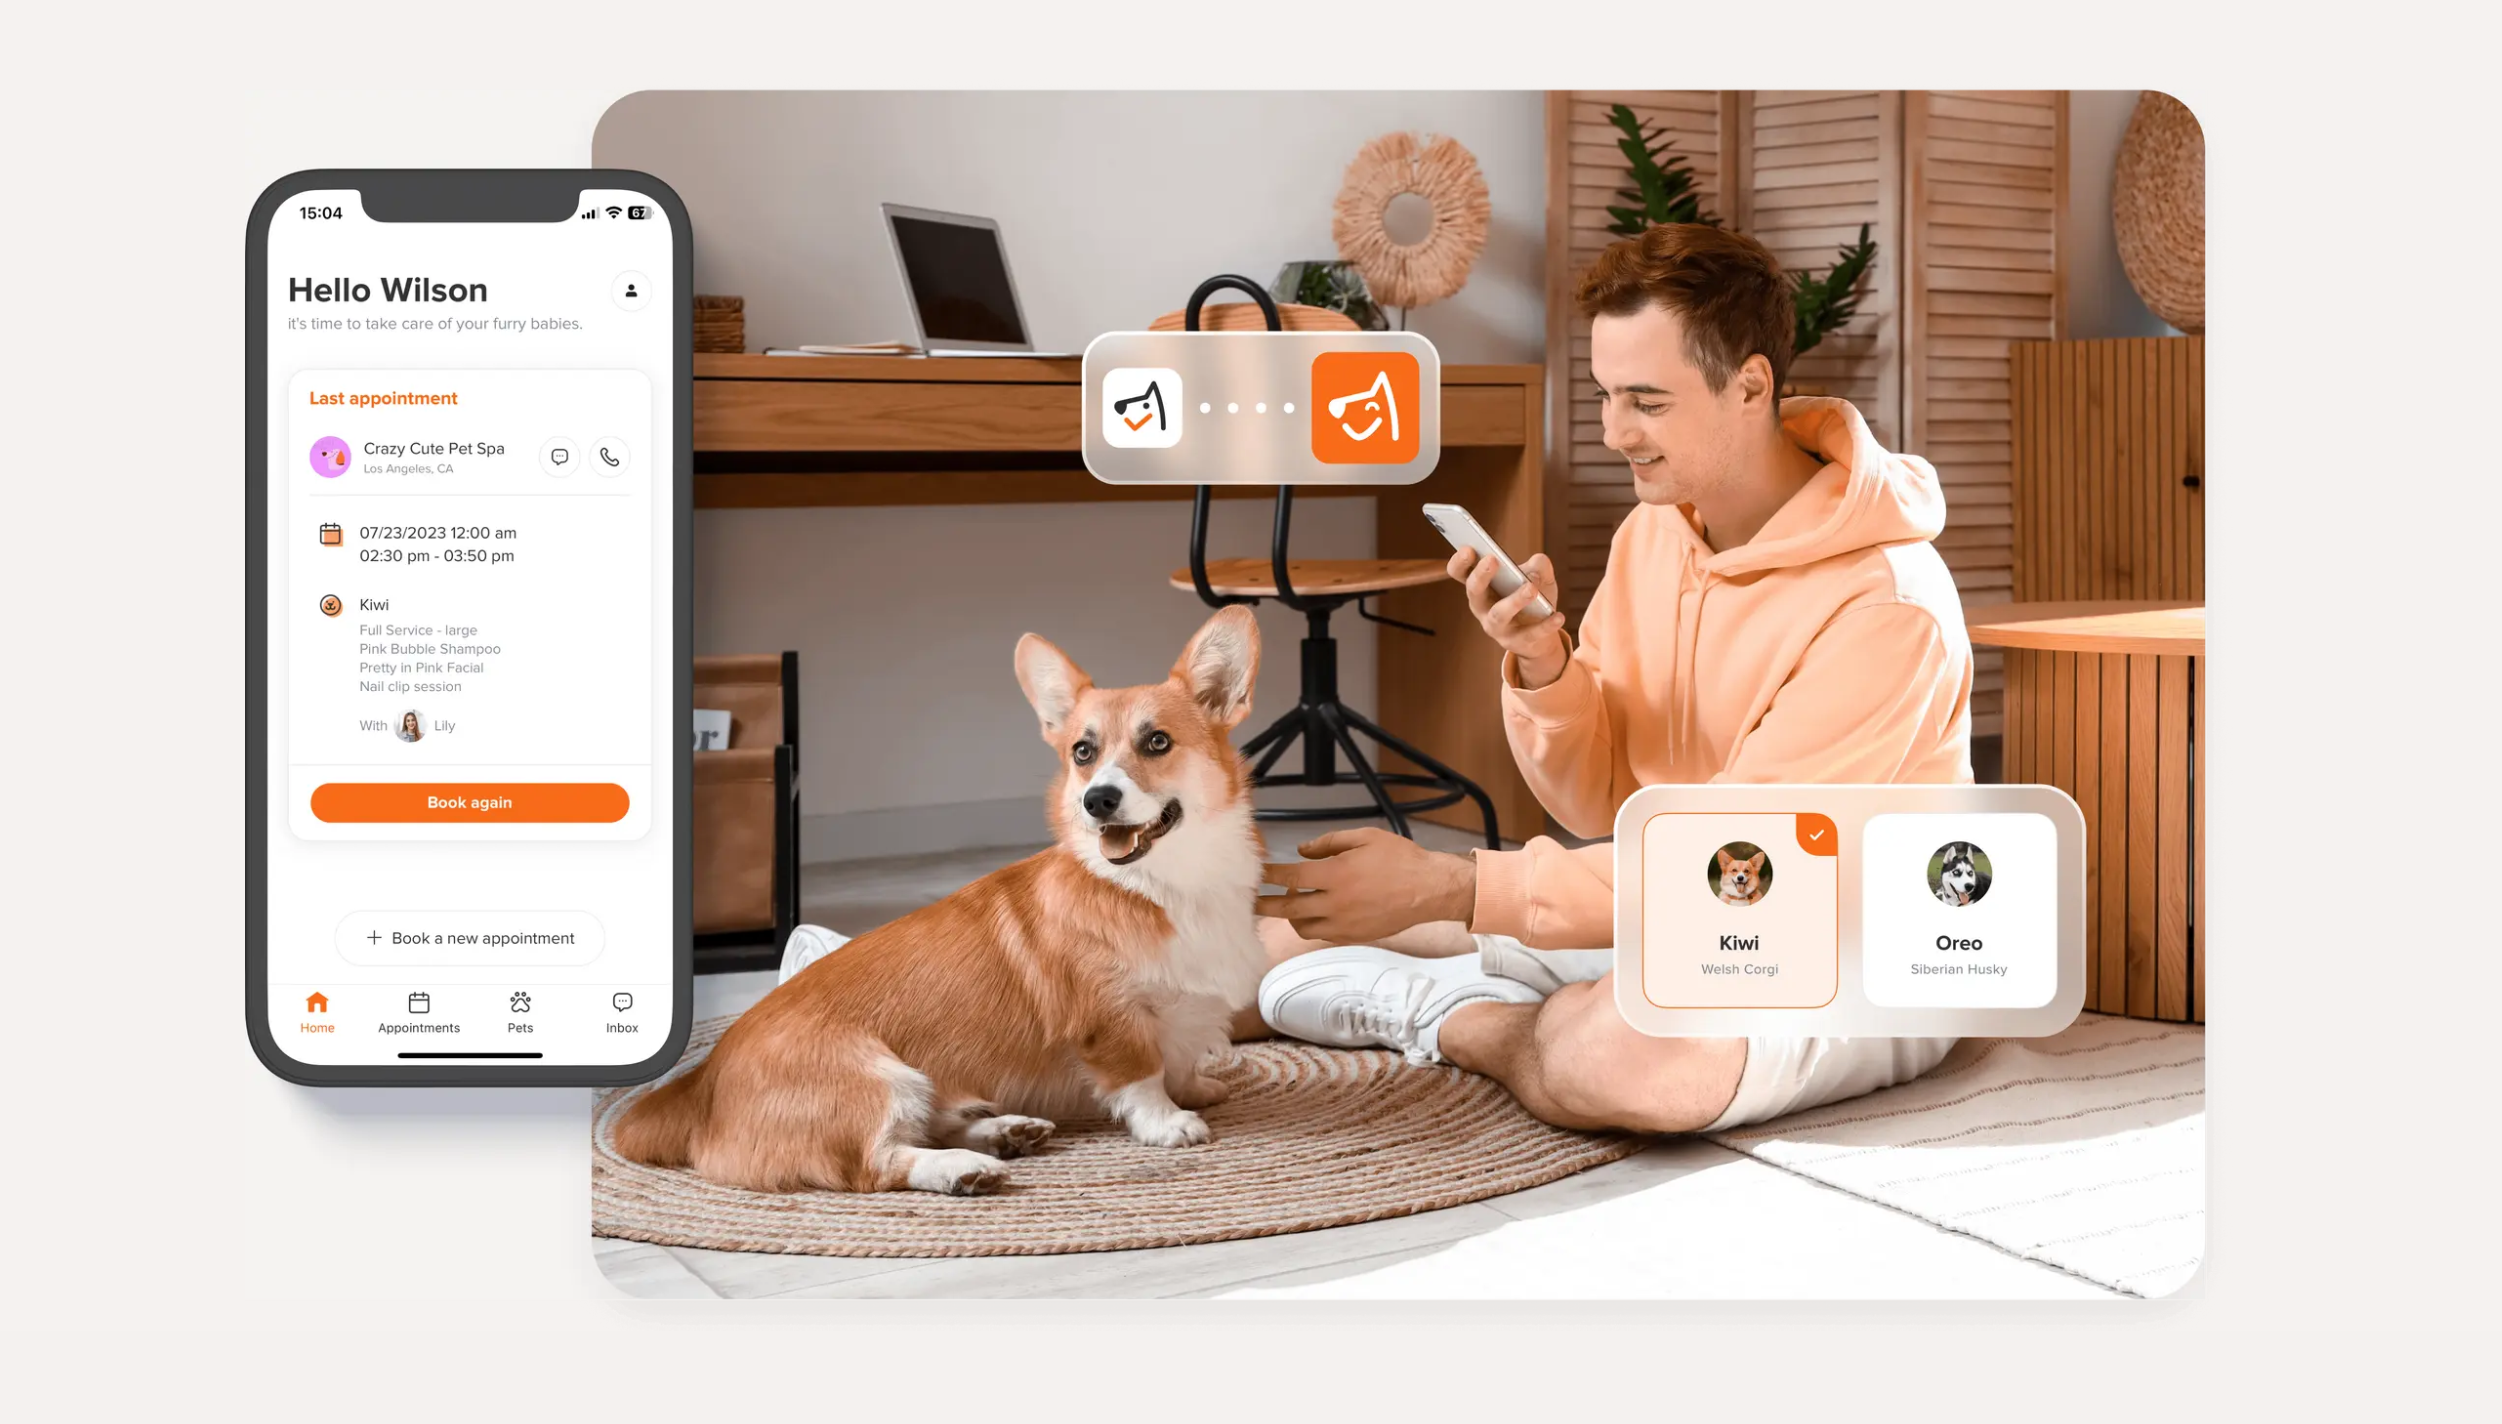 15:04
67
Hello Wilson
it's time to take care of your furry babies.
Last appointment
Crazy Cute Pet Spa
Los Angeles, CA
07/23/2023 12:00 am
02:30 pm - 03:50 pm
Kiwi
Full Service - large
Pink Bubble Shampoo
Pretty in Pink Facial
Nail clip session
With Lily
Book again
+ Book a new appointment
Home
Appointments
Pets
Inbox
Kiwi
Welsh Corgi
Oreo
Siberian Husky